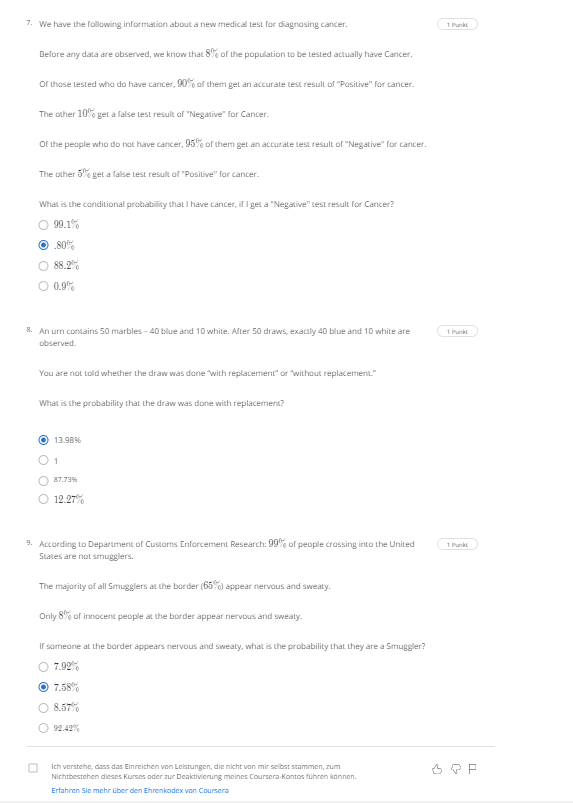 7. We have the following information about a new medical test for diagnosing cancer.
1 Punkt
Before any data are observed, we know that 8% of the population to be tested actually have Cancer.
Of those tested who do have cancer, 90% of them get an accurate test result of "Positive" for cancer.
The other 10% get a false test result of "Negative" for Cancer.
Of the people who do not have cancer, 95% of them get an accurate test result of "Negative" for cancer.
The other 5% get a false test result of "Positive" for cancer.
What is the conditional probability that I have cancer, if I get a "Negative" test result for Cancer?
99.1%
.80%
88.2%
0.9%
8. An urn contains 50 marbles – 40 blue and 10 white. After 50 draws, exactly 40 blue and 10 white are
observed.
1 Punkt
You are not told whether the draw was done “with replacement” or “without replacement.”
What is the probability that the draw was done with replacement?
13.98%
1
87.73%
12.27%
9. According to Department of Customs Enforcement Research: 99% of people crossing into the United
States are not smugglers.
1 Punkt
The majority of all Smugglers at the border (65%) appear nervous and sweaty.
Only 8% of innocent people at the border appear nervous and sweaty.
If someone at the border appears nervous and sweaty, what is the probability that they are a Smuggler?
7.92%
7.58%
8.57%
92.42%
Ich verstehe, dass das Einreichen von Leistungen, die nicht von mir selbst stammen, zum
Nichtbestehen dieses Kurses oder zur Deaktivierung meines Coursera-Kontos führen können.
Erfahren Sie mehr über den Ehrenkodex von Coursera